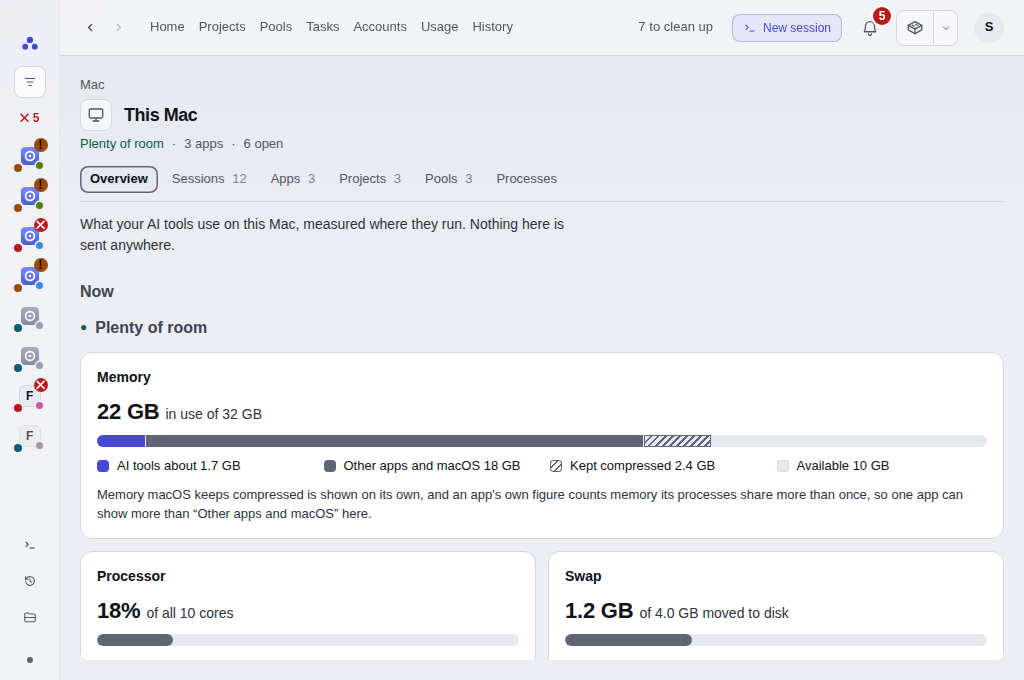 Home Projects Pools Tasks Accounts Usage History
7 to clean up
New session
5
S
5
!
!
!
F
F
Mac
This Mac
Plenty of room · 3 apps · 6 open
Overview Sessions 12 Apps 3 Projects 3 Pools 3 Processes
What your AI tools use on this Mac, measured where they run. Nothing here is
sent anywhere.
Now
Plenty of room
Memory
22 GB in use of 32 GB
AI tools about 1.7 GB Other apps and macOS 18 GB Kept compressed 2.4 GB Available 10 GB
Memory macOS keeps compressed is shown on its own, and an app's own figure counts memory its processes share more than once, so one app can
show more than “Other apps and macOS” here.
Processor
18% of all 10 cores
Swap
1.2 GB of 4.0 GB moved to disk